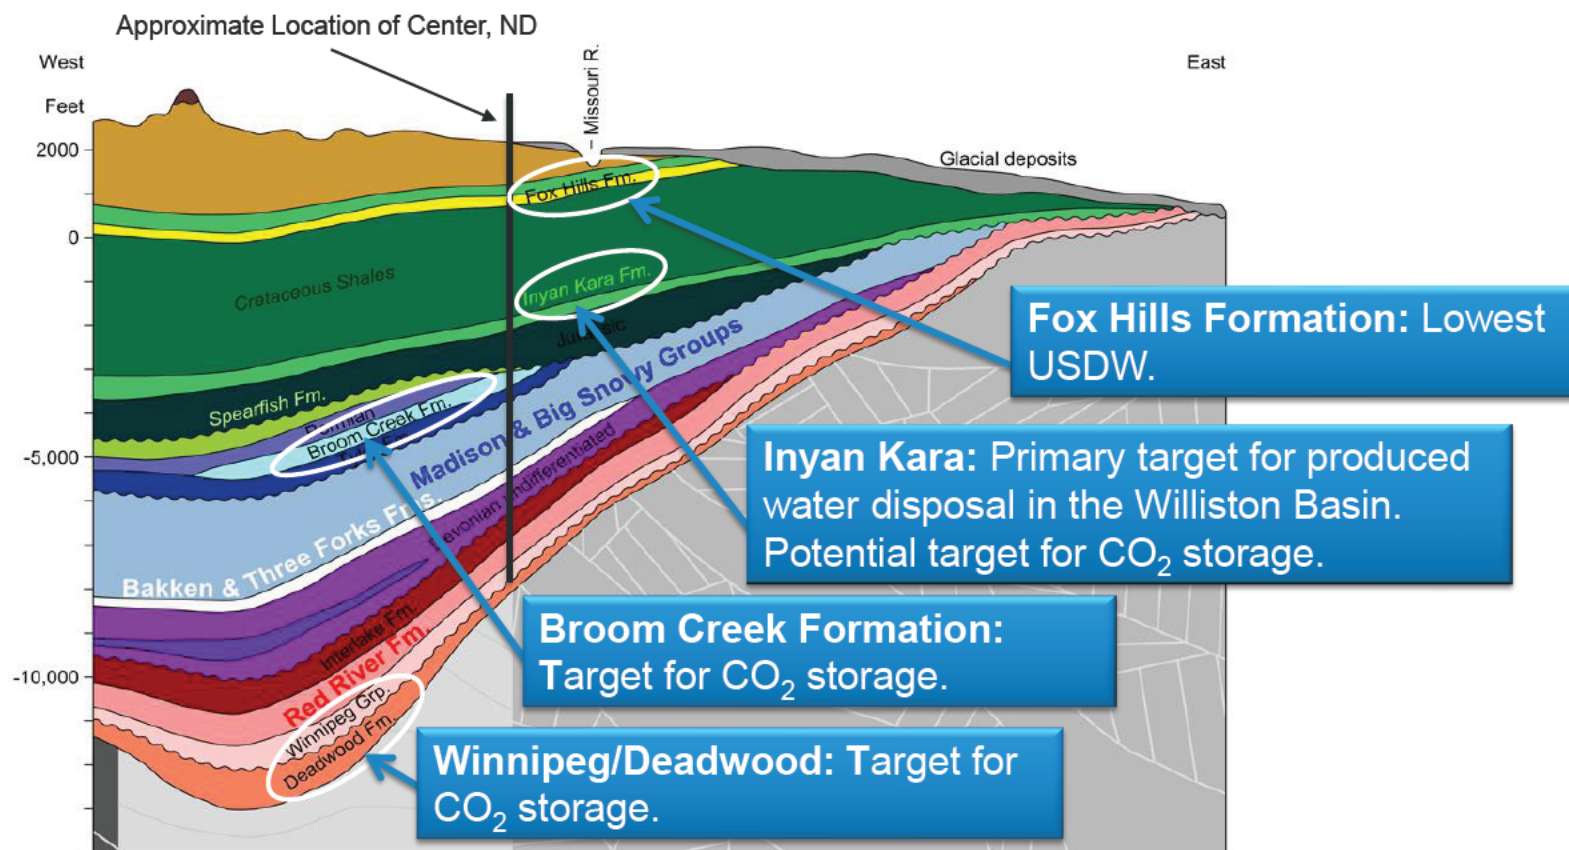 Approximate Location of Center, ND
West
East
Feet
Missouri R.
2000
Glacial deposits
Fox Hills Fm.
0
Cretaceous Shales
Inyan Kara Fm.
Fox Hills Formation: Lowest
USDW.
Jurassic
Spearfish Fm.
Permian
Broom Creek Fm.
Madison & Big Snowy Groups
-5,000
Inyan Kara: Primary target for produced
water disposal in the Williston Basin.
Potential target for CO₂ storage.
Devonian undifferentiated
Bakken & Three Forks Fms.
Interlake Fm.
Broom Creek Formation:
Target for CO₂ storage.
-10,000
Red River Fm.
Winnipeg Grp.
Deadwood Fm.
Winnipeg/Deadwood: Target for
CO₂ storage.